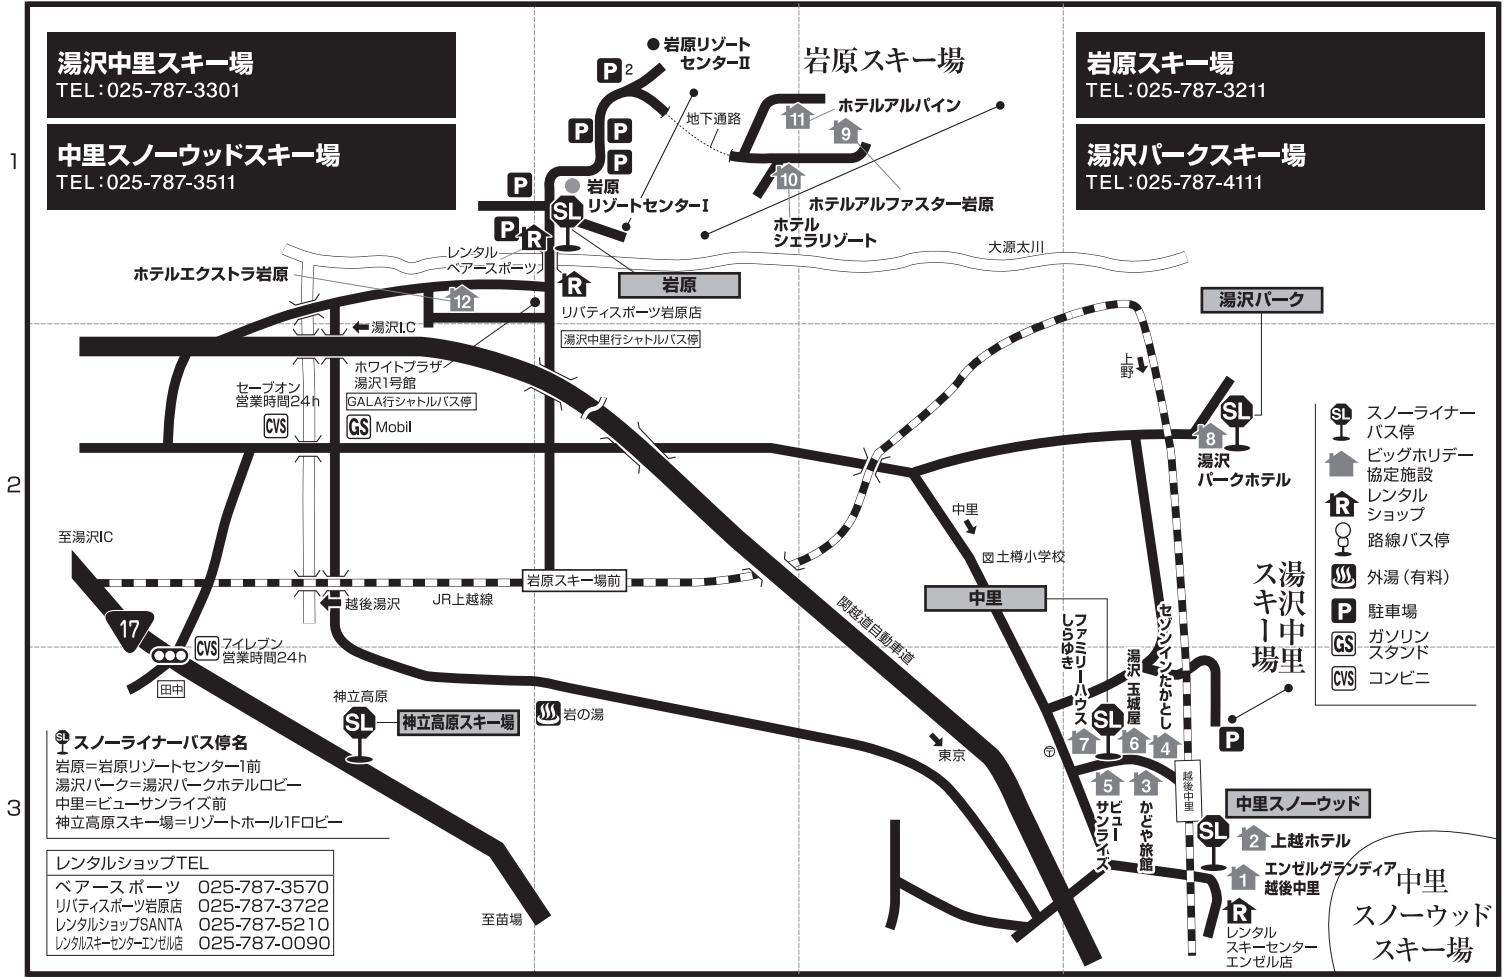 湯沢中里スキー場
TEL:025-787-3301
中里スノーウッドスキー場
TEL:025-787-3511
岩原スキー場
TEL:025-787-3211
湯沢パークスキー場
TEL:025-787-4111
1
2
3
岩原リゾート
センターII
岩原スキー場
P
2
P
P
P
P
P
地下通路
11
ホテルアルパイン
9
10
ホテルアルファスター岩原
ホテル
シェラリゾート
岩原
リゾートセンターI
SL
R
レンタル
ベアースポーツ
大源太川
ホテルエクストラ岩原
12
岩原
R
リバティスポーツ岩原店
湯沢中里行シャトルバス停
湯沢I.C
ホワイトプラザ
湯沢1号館
GALA行シャトルバス停
セーブオン
営業時間24h
CVS
GS
Mobil
湯沢パーク
上野
SL
8
湯沢
パークホテル
SL
スノーライナー
バス停
ビッグホリデー
協定施設
R
レンタル
ショップ
路線バス停
外湯(有料)
P
駐車場
GS
ガソリン
スタンド
CVS
コンビニ
至湯沢IC
中里
文土樽小学校
岩原スキー場前
JR上越線
越後湯沢
中里
関越道自動車道
湯沢中里
スキー場
17
CVS
アイレブン
営業時間24h
田中
ファミリーハウス
しらゆき
湯沢 玉城屋
セゾンインたかとし
神立高原
SL
神立高原スキー場
岩の湯
東京
〒
7
SL
6
4
P
5
3
ビュー
サンライズ
かどや旅館
越後中里
中里スノーウッド
SL
2
上越ホテル
1
エンゼルグランディア
越後中里
R
レンタル
スキーセンター
エンゼル店
中里
スノーウッド
スキー場
SL
スノーライナーバス停名
岩原=岩原リゾートセンター1前
湯沢パーク=湯沢パークホテルロビー
中里=ビューサンライズ前
神立高原スキー場=リゾートホール1Fロビー
レンタルショップTEL
ベアースポーツ 025-787-3570
リバティスポーツ岩原店 025-787-3722
レンタルショップSANTA 025-787-5210
レンタルスキーセンターエンゼル店 025-787-0090
至苗場